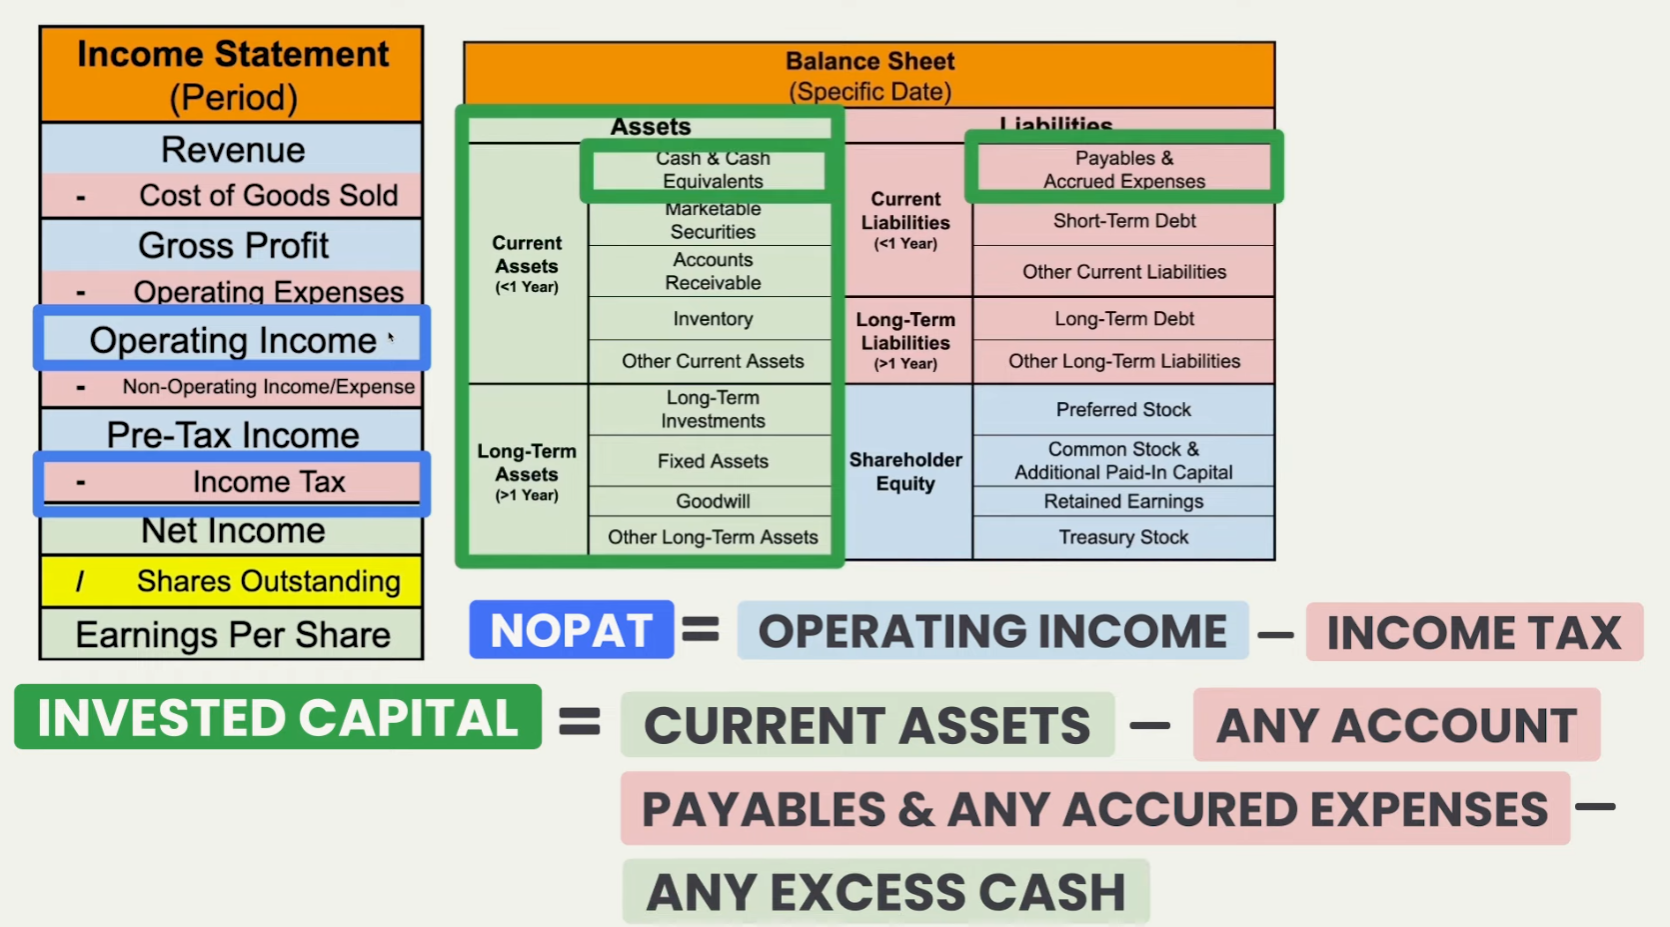 Income Statement
(Period)
Revenue
- Cost of Goods Sold
Gross Profit
- Operating Expenses
Operating Income
- Non-Operating Income/Expense
Pre-Tax Income
- Income Tax
Net Income
/ Shares Outstanding
Earnings Per Share
Balance Sheet
(Specific Date)
Assets
Current
Assets
(<1 Year)
Cash & Cash
Equivalents
Marketable
Securities
Accounts
Receivable
Inventory
Other Current Assets
Long-Term
Assets
(>1 Year)
Long-Term
Investments
Fixed Assets
Goodwill
Other Long-Term Assets
Liabilities
Current
Liabilities
(<1 Year)
Payables &
Accrued Expenses
Short-Term Debt
Other Current Liabilities
Long-Term
Liabilities
(>1 Year)
Long-Term Debt
Other Long-Term Liabilities
Shareholder
Equity
Preferred Stock
Common Stock &
Additional Paid-In Capital
Retained Earnings
Treasury Stock
NOPAT = OPERATING INCOME – INCOME TAX
INVESTED CAPITAL = CURRENT ASSETS – ANY ACCOUNT
PAYABLES & ANY ACCURED EXPENSES –
ANY EXCESS CASH